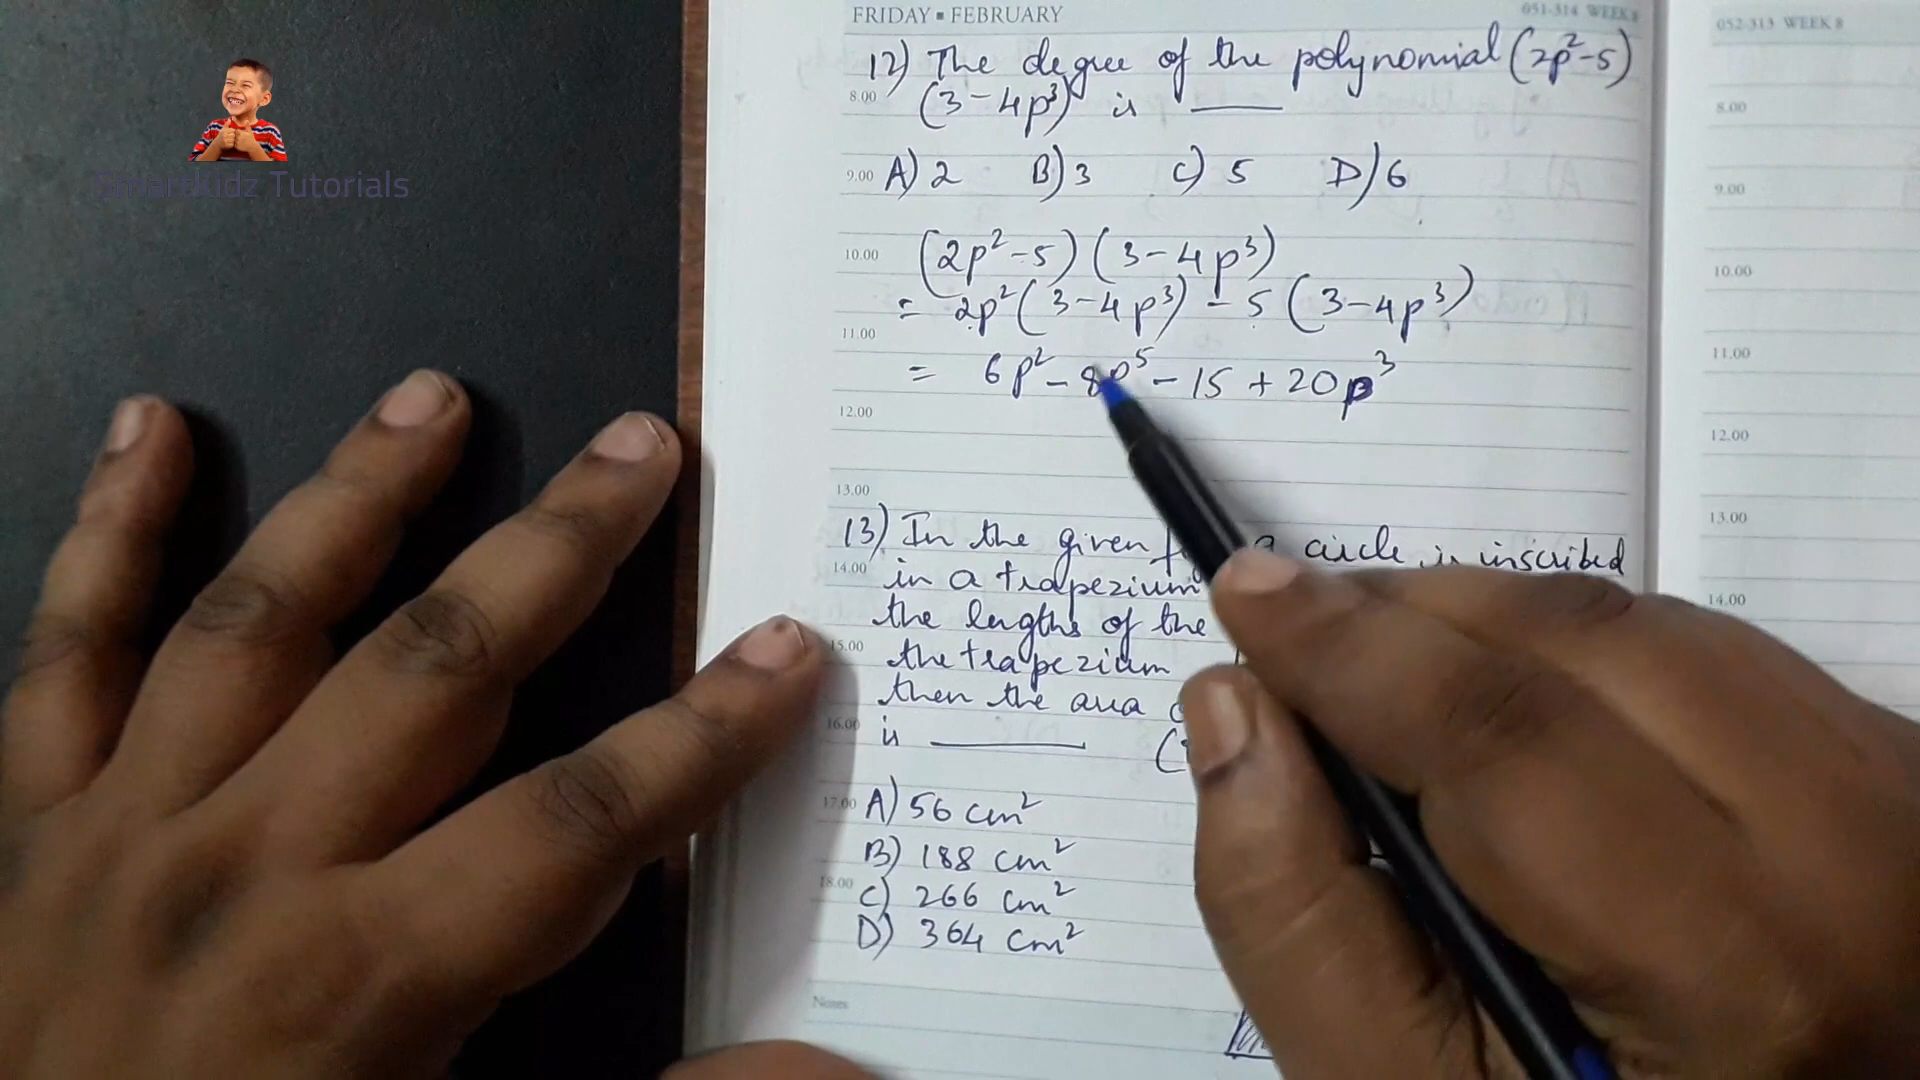 FRIDAY ▪ FEBRUARY
051-314 WEEK 8
052-313 WEEK 8
12) The degree of the polynomial (2p²-5)
8.00 (3-4p³) is ____
9.00 A) 2 B) 3 C) 5 D) 6
10.00 (2p²-5) (3-4p³)
= 2p² (3-4p³) - 5 (3-4p³)
11.00
= 6p² - 8p⁵ - 15 + 20p³
12.00
13.00
13) In the given a circle is inscribed
14.00 in a trapezium
the lengths of the
15.00 the trapezium
then the area
16.00 is ____
17.00 A) 56 cm²
B) 188 cm²
18.00 C) 266 cm²
D) 364 cm²
Notes
8.00
9.00
10.00
11.00
12.00
13.00
14.00
SmartKidz Tutorials